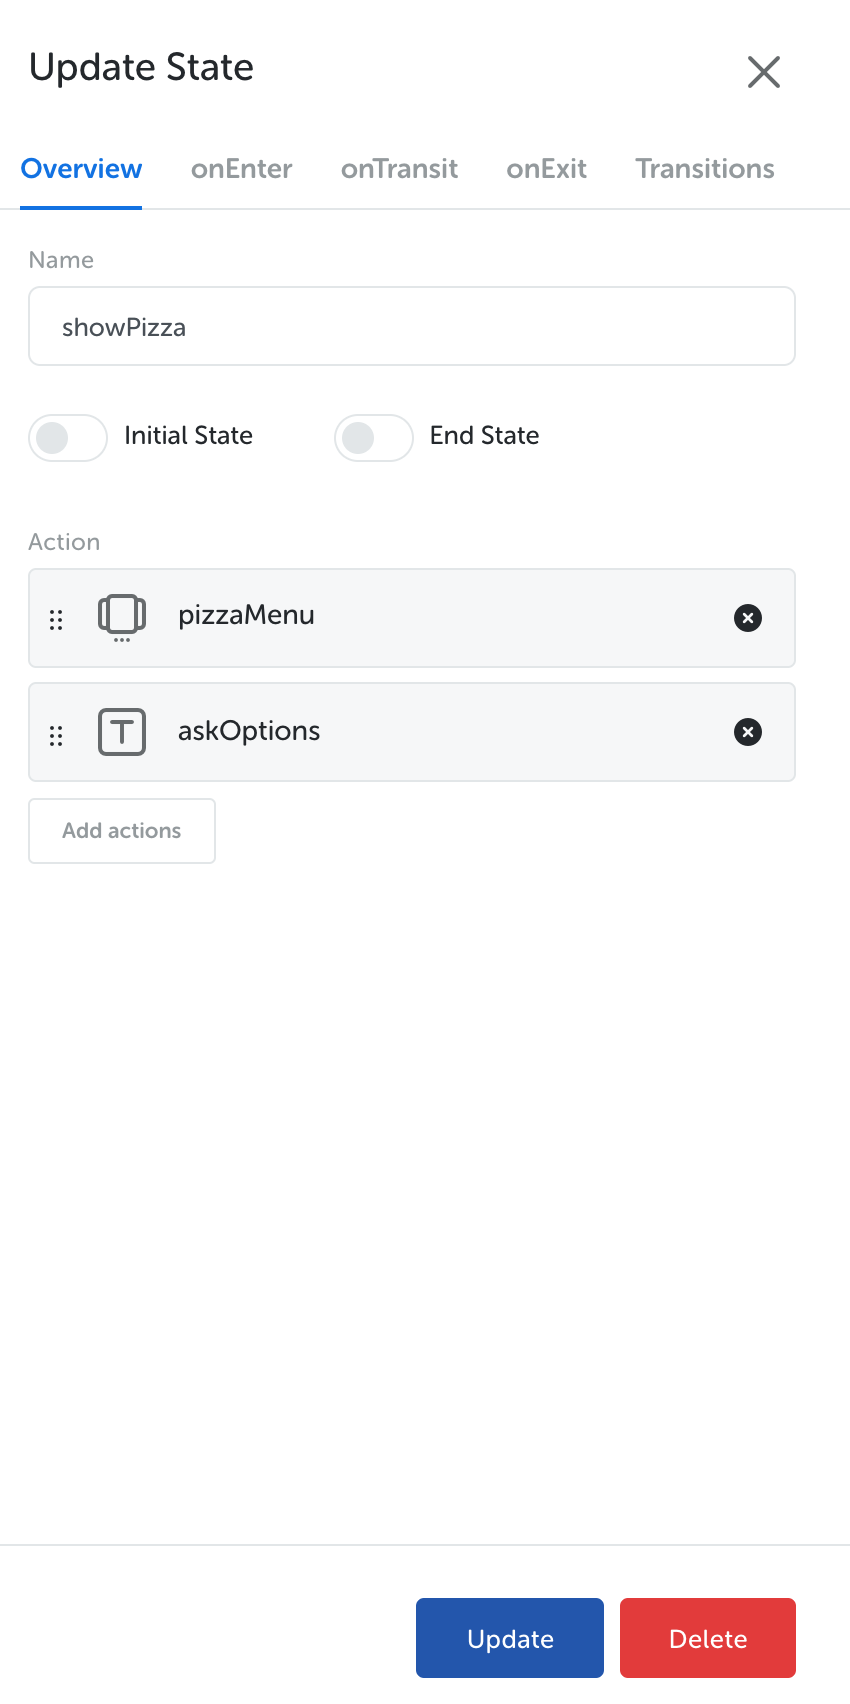 Update State
Overview onEnter onTransit onExit Transitions
Name
showPizza
Initial State End State
Action
pizzaMenu
T askOptions
Add actions
Update Delete